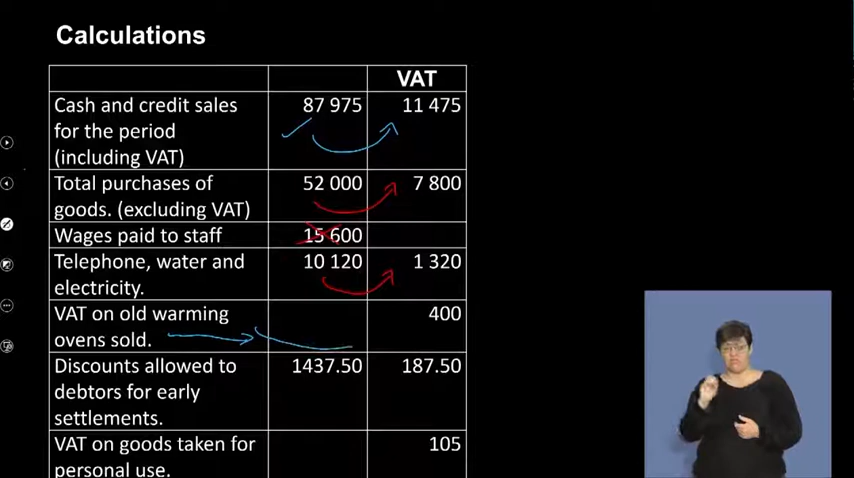 Calculations
VAT
Cash and credit sales 87 975 11 475
for the period
(including VAT)
Total purchases of 52 000 7 800
goods. (excluding VAT)
Wages paid to staff 15 600
Telephone, water and 10 120 1 320
electricity.
VAT on old warming 400
ovens sold.
Discounts allowed to 1437.50 187.50
debtors for early
settlements.
VAT on goods taken for 105
personal use.